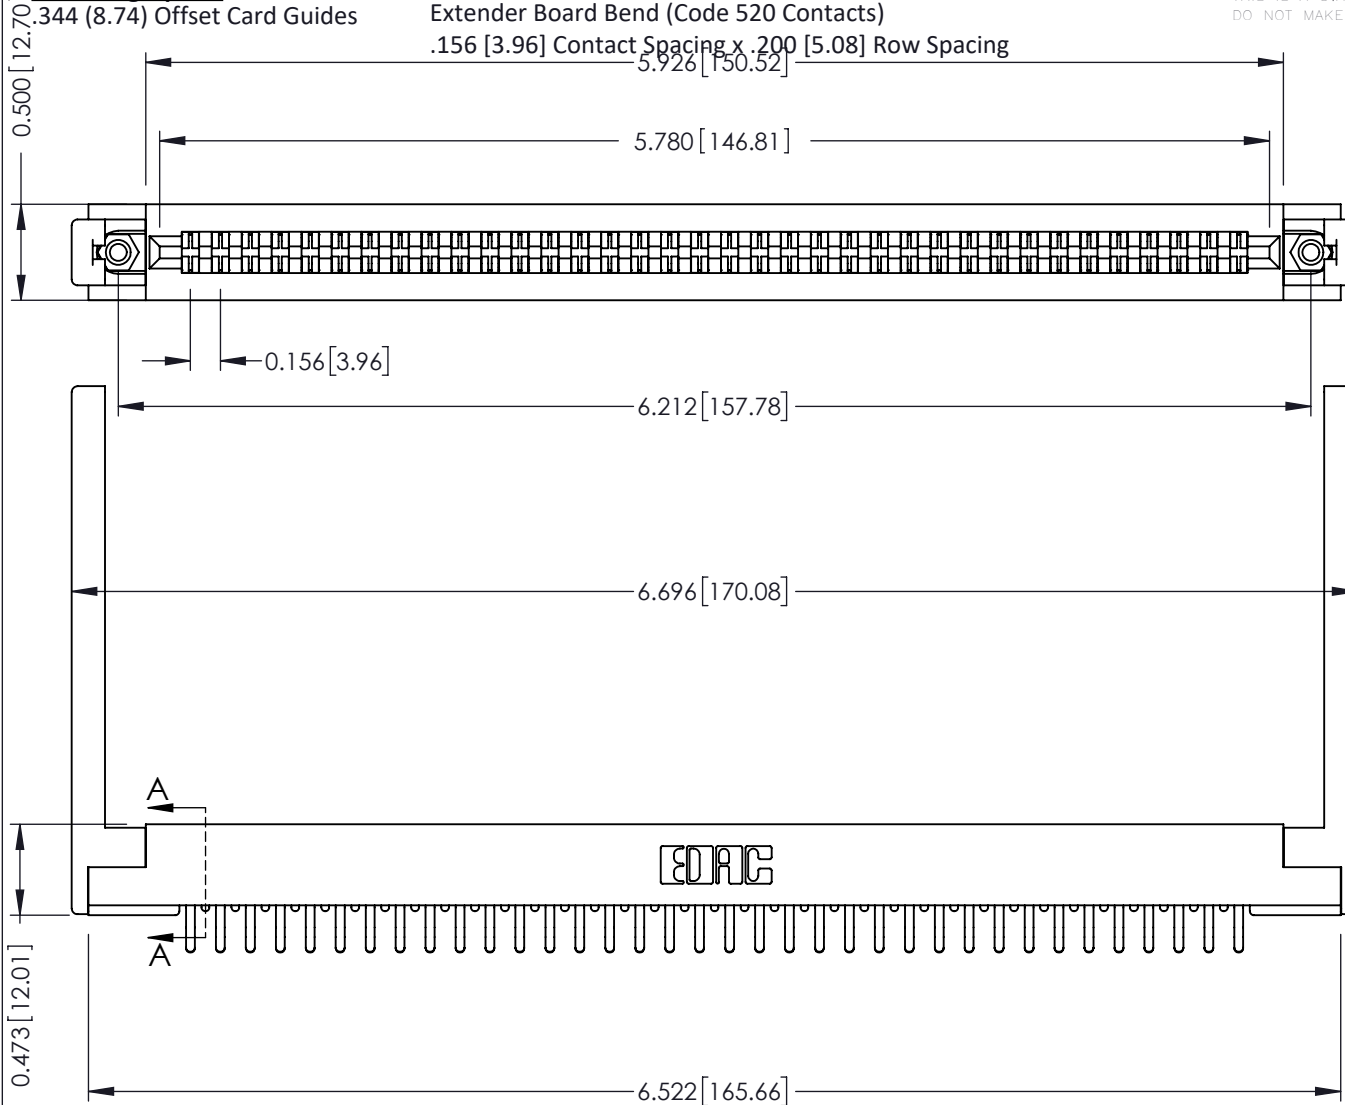 .344 (8.74) Offset Card Guides
Extender Board Bend (Code 520 Contacts)
.156 [3.96] Contact Spacing x .200 [5.08] Row Spacing
DO NOT MAKE
0.500 [12.70
5.926 [150.52]
5.780 [146.81]
0.156 [3.96]
6.212 [157.78]
6.696 [170.08]
A
EDAC
A
0.473 [12.01]
6.522 [165.66]